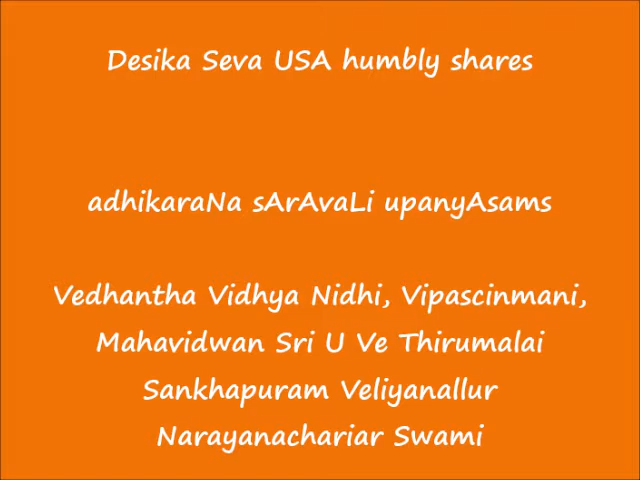 Desika Seva USA humbly shares
adhikaraNa sArAvaLi upanyAsams
Vedhantha Vidhya Nidhi, Vipascinmani,
Mahavidwan Sri U Ve Thirumalai
Sankhapuram Veliyanallur
Narayanachariar Swami